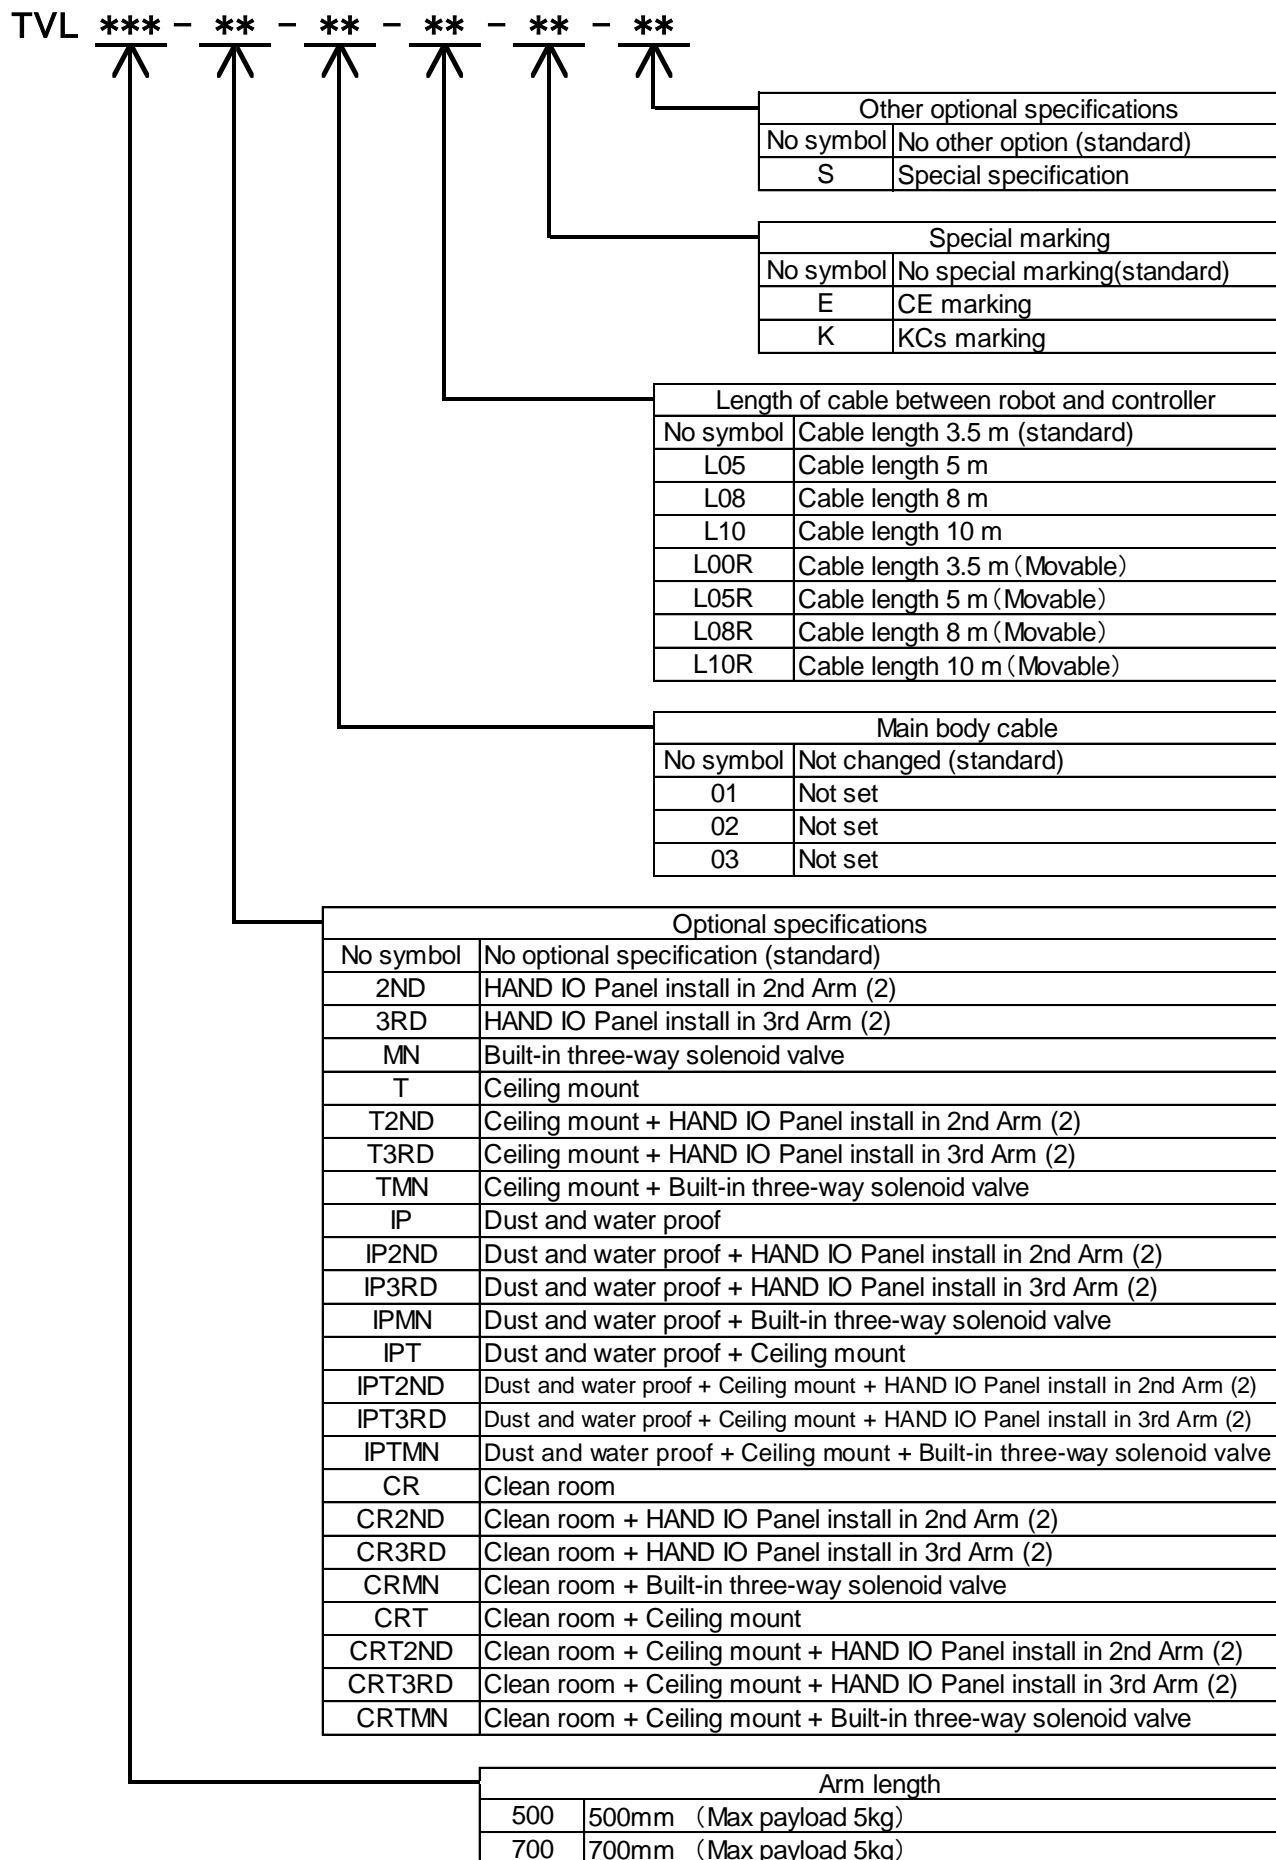 TVL *** - ** - ** - ** - ** - **
Other optional specifications
No symbol No other option (standard)
S Special specification
Special marking
No symbol No special marking(standard)
E CE marking
K KCs marking
Length of cable between robot and controller
No symbol Cable length 3.5 m (standard)
L05 Cable length 5 m
L08 Cable length 8 m
L10 Cable length 10 m
L00R Cable length 3.5 m（Movable）
L05R Cable length 5 m（Movable）
L08R Cable length 8 m（Movable）
L10R Cable length 10 m（Movable）
Main body cable
No symbol Not changed (standard)
01 Not set
02 Not set
03 Not set
Optional specifications
No symbol No optional specification (standard)
2ND HAND IO Panel install in 2nd Arm (2)
3RD HAND IO Panel install in 3rd Arm (2)
MN Built-in three-way solenoid valve
T Ceiling mount
T2ND Ceiling mount + HAND IO Panel install in 2nd Arm (2)
T3RD Ceiling mount + HAND IO Panel install in 3rd Arm (2)
TMN Ceiling mount + Built-in three-way solenoid valve
IP Dust and water proof
IP2ND Dust and water proof + HAND IO Panel install in 2nd Arm (2)
IP3RD Dust and water proof + HAND IO Panel install in 3rd Arm (2)
IPMN Dust and water proof + Built-in three-way solenoid valve
IPT Dust and water proof + Ceiling mount
IPT2ND Dust and water proof + Ceiling mount + HAND IO Panel install in 2nd Arm (2)
IPT3RD Dust and water proof + Ceiling mount + HAND IO Panel install in 3rd Arm (2)
IPTMN Dust and water proof + Ceiling mount + Built-in three-way solenoid valve
CR Clean room
CR2ND Clean room + HAND IO Panel install in 2nd Arm (2)
CR3RD Clean room + HAND IO Panel install in 3rd Arm (2)
CRMN Clean room + Built-in three-way solenoid valve
CRT Clean room + Ceiling mount
CRT2ND Clean room + Ceiling mount + HAND IO Panel install in 2nd Arm (2)
CRT3RD Clean room + Ceiling mount + HAND IO Panel install in 3rd Arm (2)
CRTMN Clean room + Ceiling mount + Built-in three-way solenoid valve
Arm length
500 500mm （Max payload 5kg）
700 700mm （Max payload 5kg）